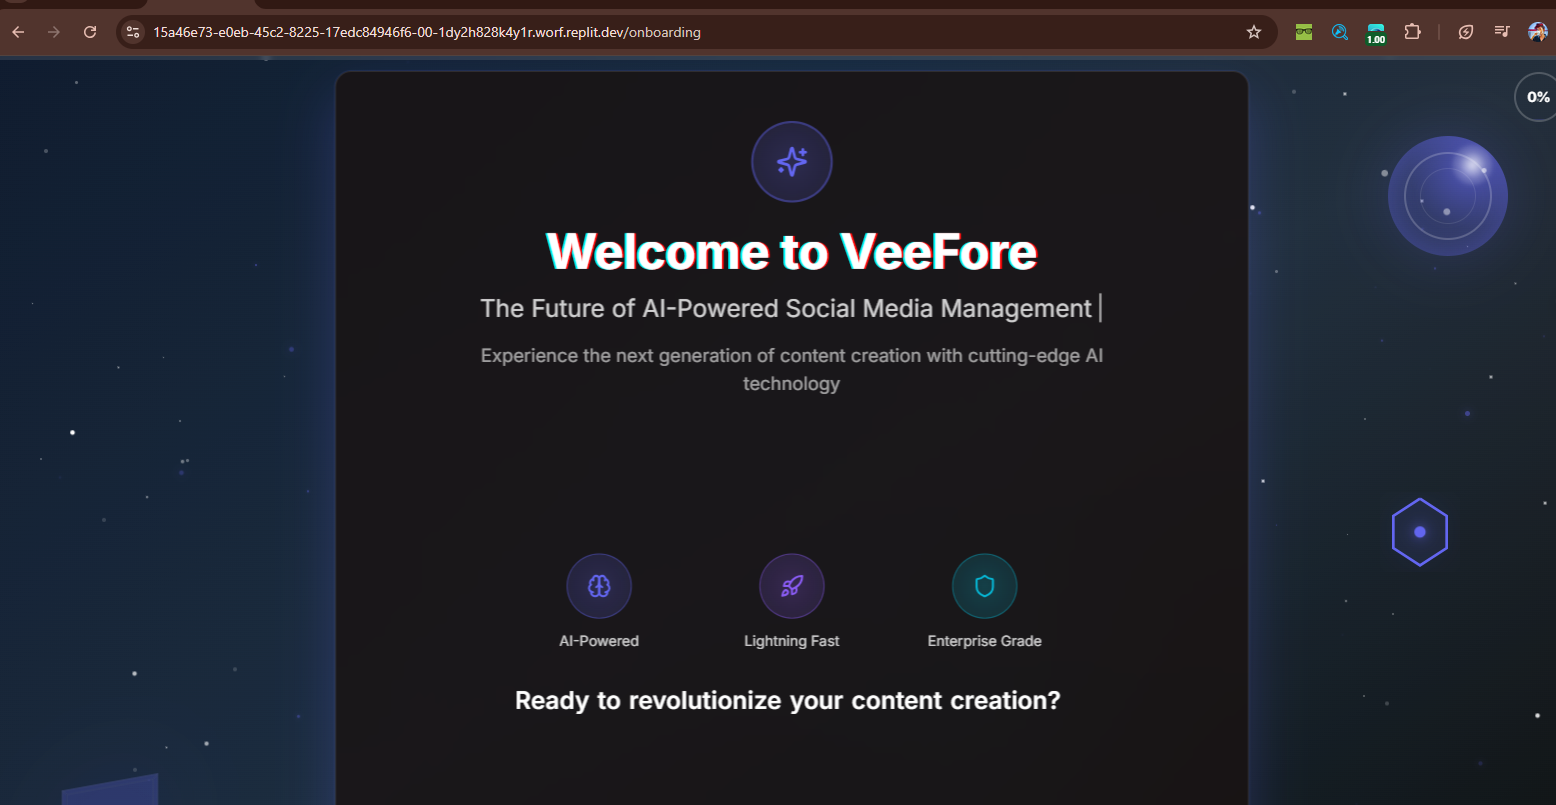 15a46e73-e0eb-45c2-8225-17edc84946f6-00-1dy2h828k4y1r.worf.replit.dev/onboarding
1.00
0%
Welcome to VeeFore
The Future of AI-Powered Social Media Management
Experience the next generation of content creation with cutting-edge AI
technology
AI-Powered
Lightning Fast
Enterprise Grade
Ready to revolutionize your content creation?